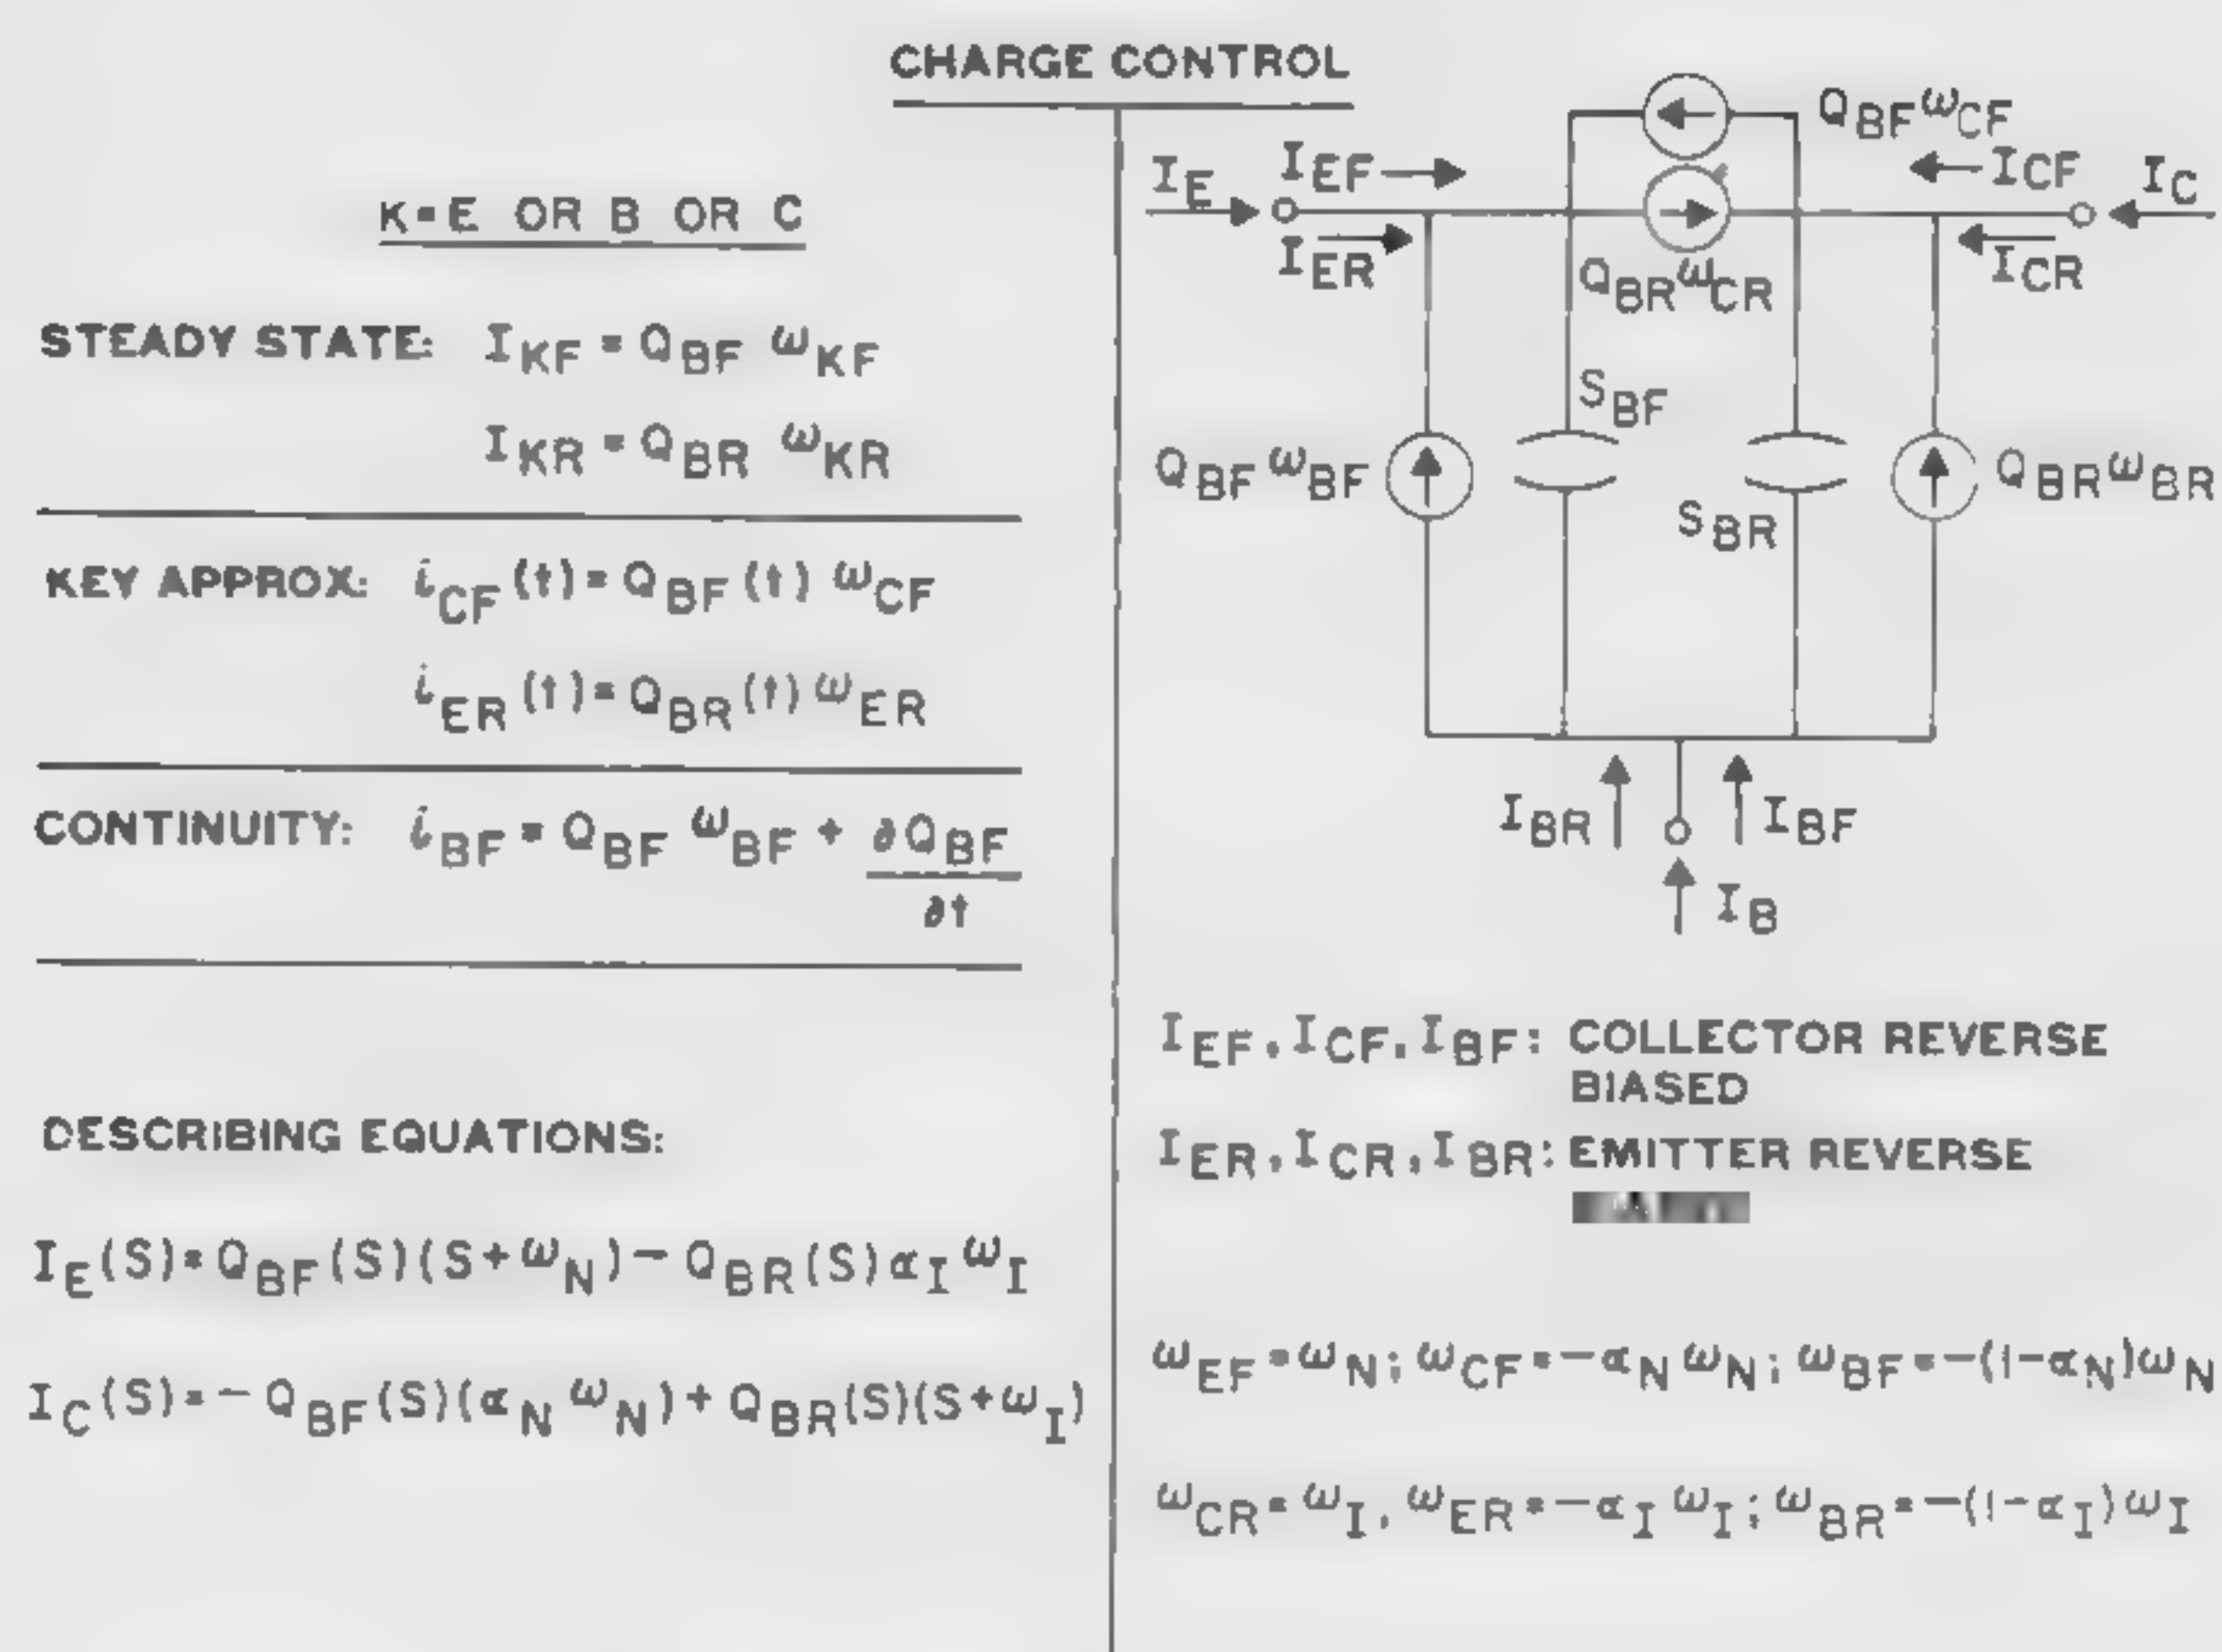 CHARGE CONTROL
K=E OR B OR C
STEADY STATE: I_KF = Q_BF ω_KF
I_KR = Q_BR ω_KR
KEY APPROX: i_CF (t) = Q_BF (t) ω_CF
i_ER (t) = Q_BR (t) ω_ER
CONTINUITY: i_BF = Q_BF ω_BF + ∂Q_BF
∂t
DESCRIBING EQUATIONS:
I_E(S) = Q_BF(S)(S+ω_N) − Q_BR(S)α_I ω_I
I_C(S) = − Q_BF(S)(α_N ω_N) + Q_BR(S)(S+ω_I)
Q_BF ω_CF
I_E
I_EF
I_CF
I_C
I_ER
Q_BR ω_CR
I_CR
S_BF
Q_BF ω_BF
Q_BR ω_BR
S_BR
I_BR
I_BF
I_B
I_EF, I_CF, I_BF: COLLECTOR REVERSE
BIASED
I_ER, I_CR, I_BR: EMITTER REVERSE
ω_EF = ω_N; ω_CF = −α_N ω_N; ω_BF = −(1−α_N)ω_N
ω_CR = ω_I, ω_ER = −α_I ω_I; ω_BR = −(1−α_I)ω_I